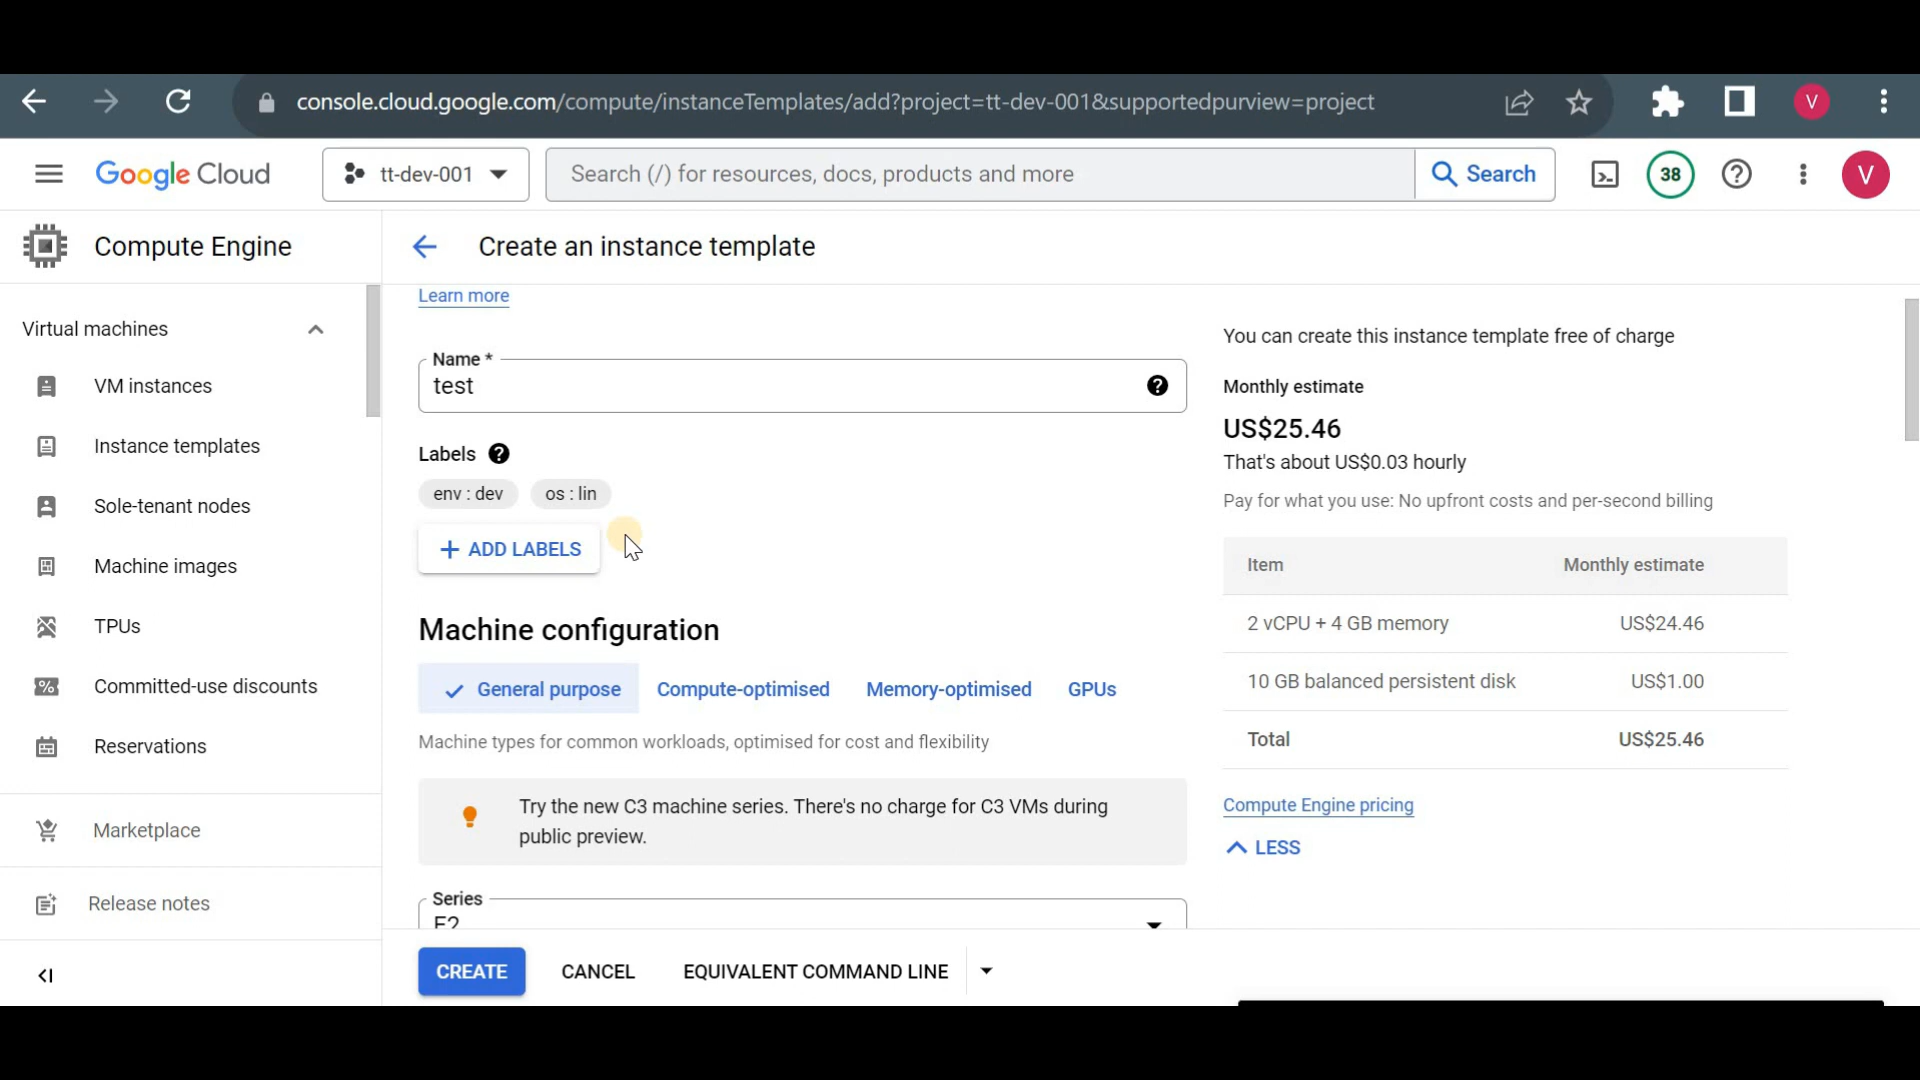 console.cloud.google.com/compute/instanceTemplates/add?project=tt-dev-001&supportedpurview=project
V
Google Cloud
tt-dev-001
Search (/) for resources, docs, products and more
Search
38
V
Compute Engine
Create an instance template
Virtual machines
VM instances
Instance templates
Sole-tenant nodes
Machine images
TPUs
Committed-use discounts
Reservations
Marketplace
Release notes
Learn more
Name *
test
Labels
env : dev
os : lin
ADD LABELS
Machine configuration
General purpose
Compute-optimised
Memory-optimised
GPUs
Machine types for common workloads, optimised for cost and flexibility
Try the new C3 machine series. There's no charge for C3 VMs during
public preview.
Series
E2
CREATE
CANCEL
EQUIVALENT COMMAND LINE
You can create this instance template free of charge
Monthly estimate
US$25.46
That's about US$0.03 hourly
Pay for what you use: No upfront costs and per-second billing
Item Monthly estimate
2 vCPU + 4 GB memory US$24.46
10 GB balanced persistent disk US$1.00
Total US$25.46
Compute Engine pricing
LESS